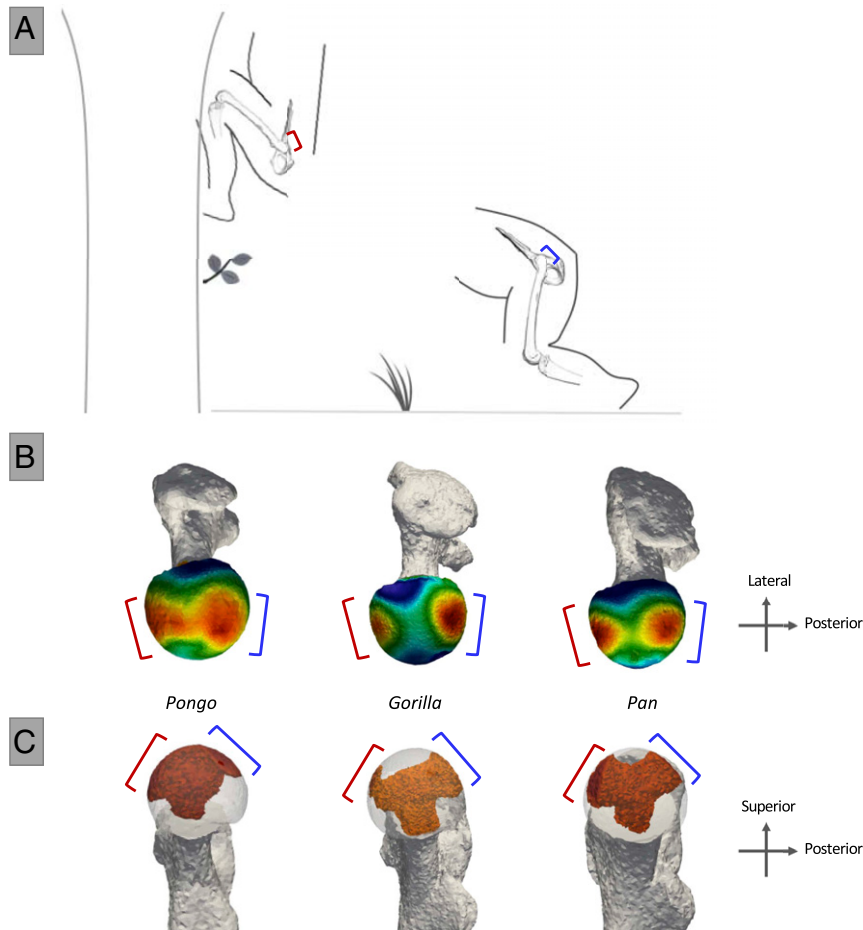 A
B
Lateral
Posterior
Pongo
Gorilla
Pan
C
Superior
Posterior